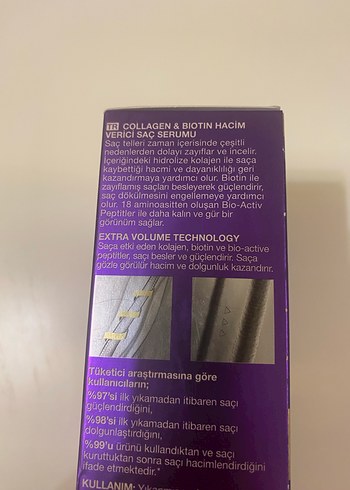 TR COLLAGEN & BIOTIN HACİM
VERİCİ SAÇ SERUMU
Saç telleri zaman içerisinde çeşitli
nedenlerden dolayı zayıflar ve incelir.
İçeriğindeki hidrolize kolajen ile saça
kaybettiği hacmi ve dayanıklılığı geri
kazandırmaya yardımcı olur. Biotin ile
zayıflamış saçları besleyerek güçlendirir,
saç dökülmesini engellemeye yardımcı
olur. 18 aminoasitten oluşan Bio-Activ
Peptitler ile daha kalın ve gür bir
görünüm sağlar.
EXTRA VOLUME TECHNOLOGY
Saça etki eden kolajen, biotin ve bio-active
peptitler, saçı besler ve güçlendirir. Saça
gözle görülür hacim ve dolgunluk kazandırır.
Tüketici araştırmasına göre
kullanıcıların;
%97'si ilk yıkamadan itibaren saçı
güçlendirdiğini,
%98'si ilk yıkamadan itibaren saçı
dolgunlaştırdığını,
%99'u ürünü kullandıktan ve saçı
kuruttuktan sonra saçı hacimlendirdiğini
ifade etmektedir.*
KULLANIM: